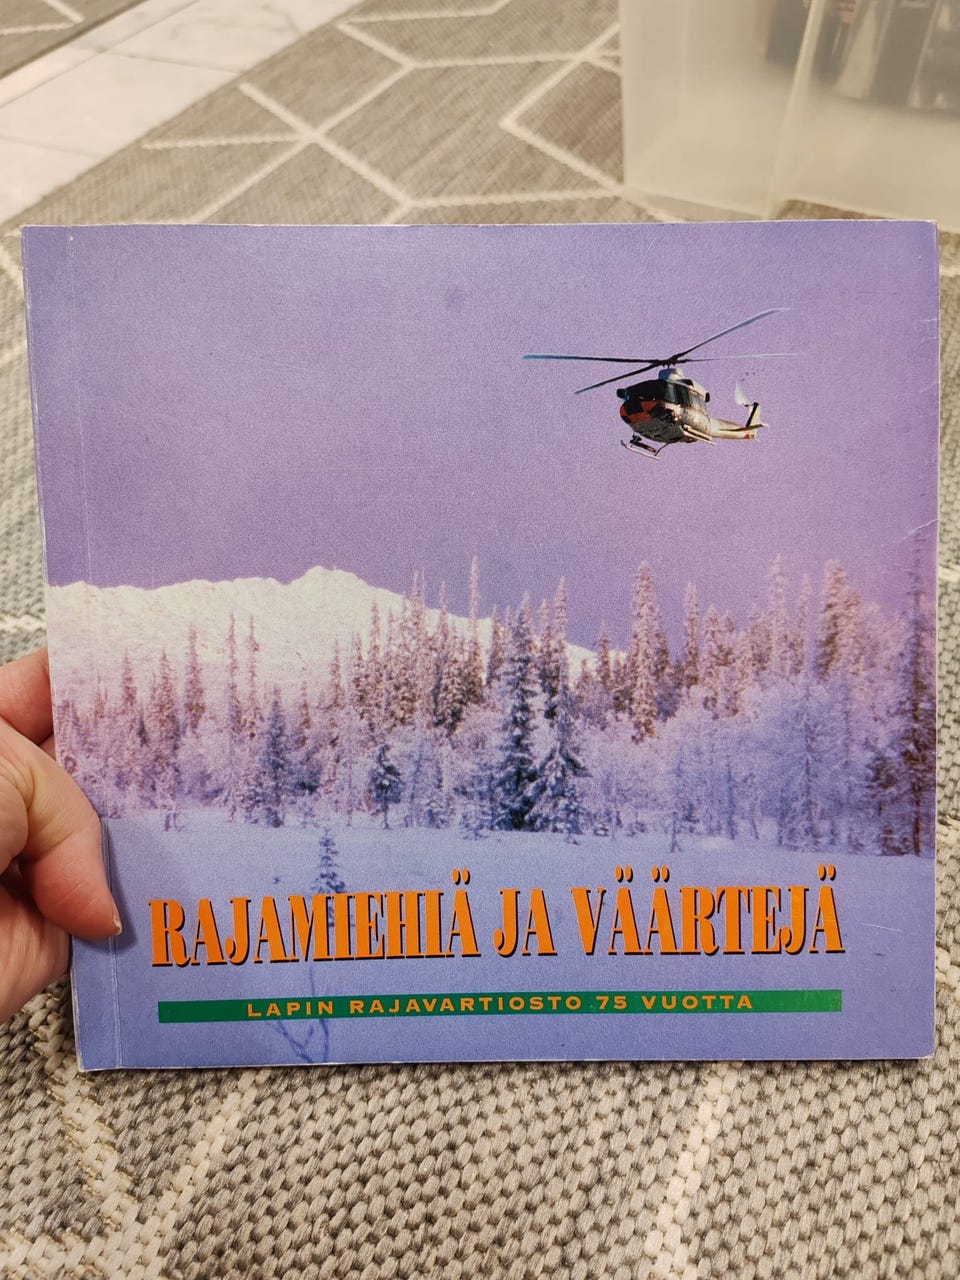 RAJAMIEHIÄ JA VÄÄRTEJÄ
LAPIN RAJAVARTIOSTO 75 VUOTTA